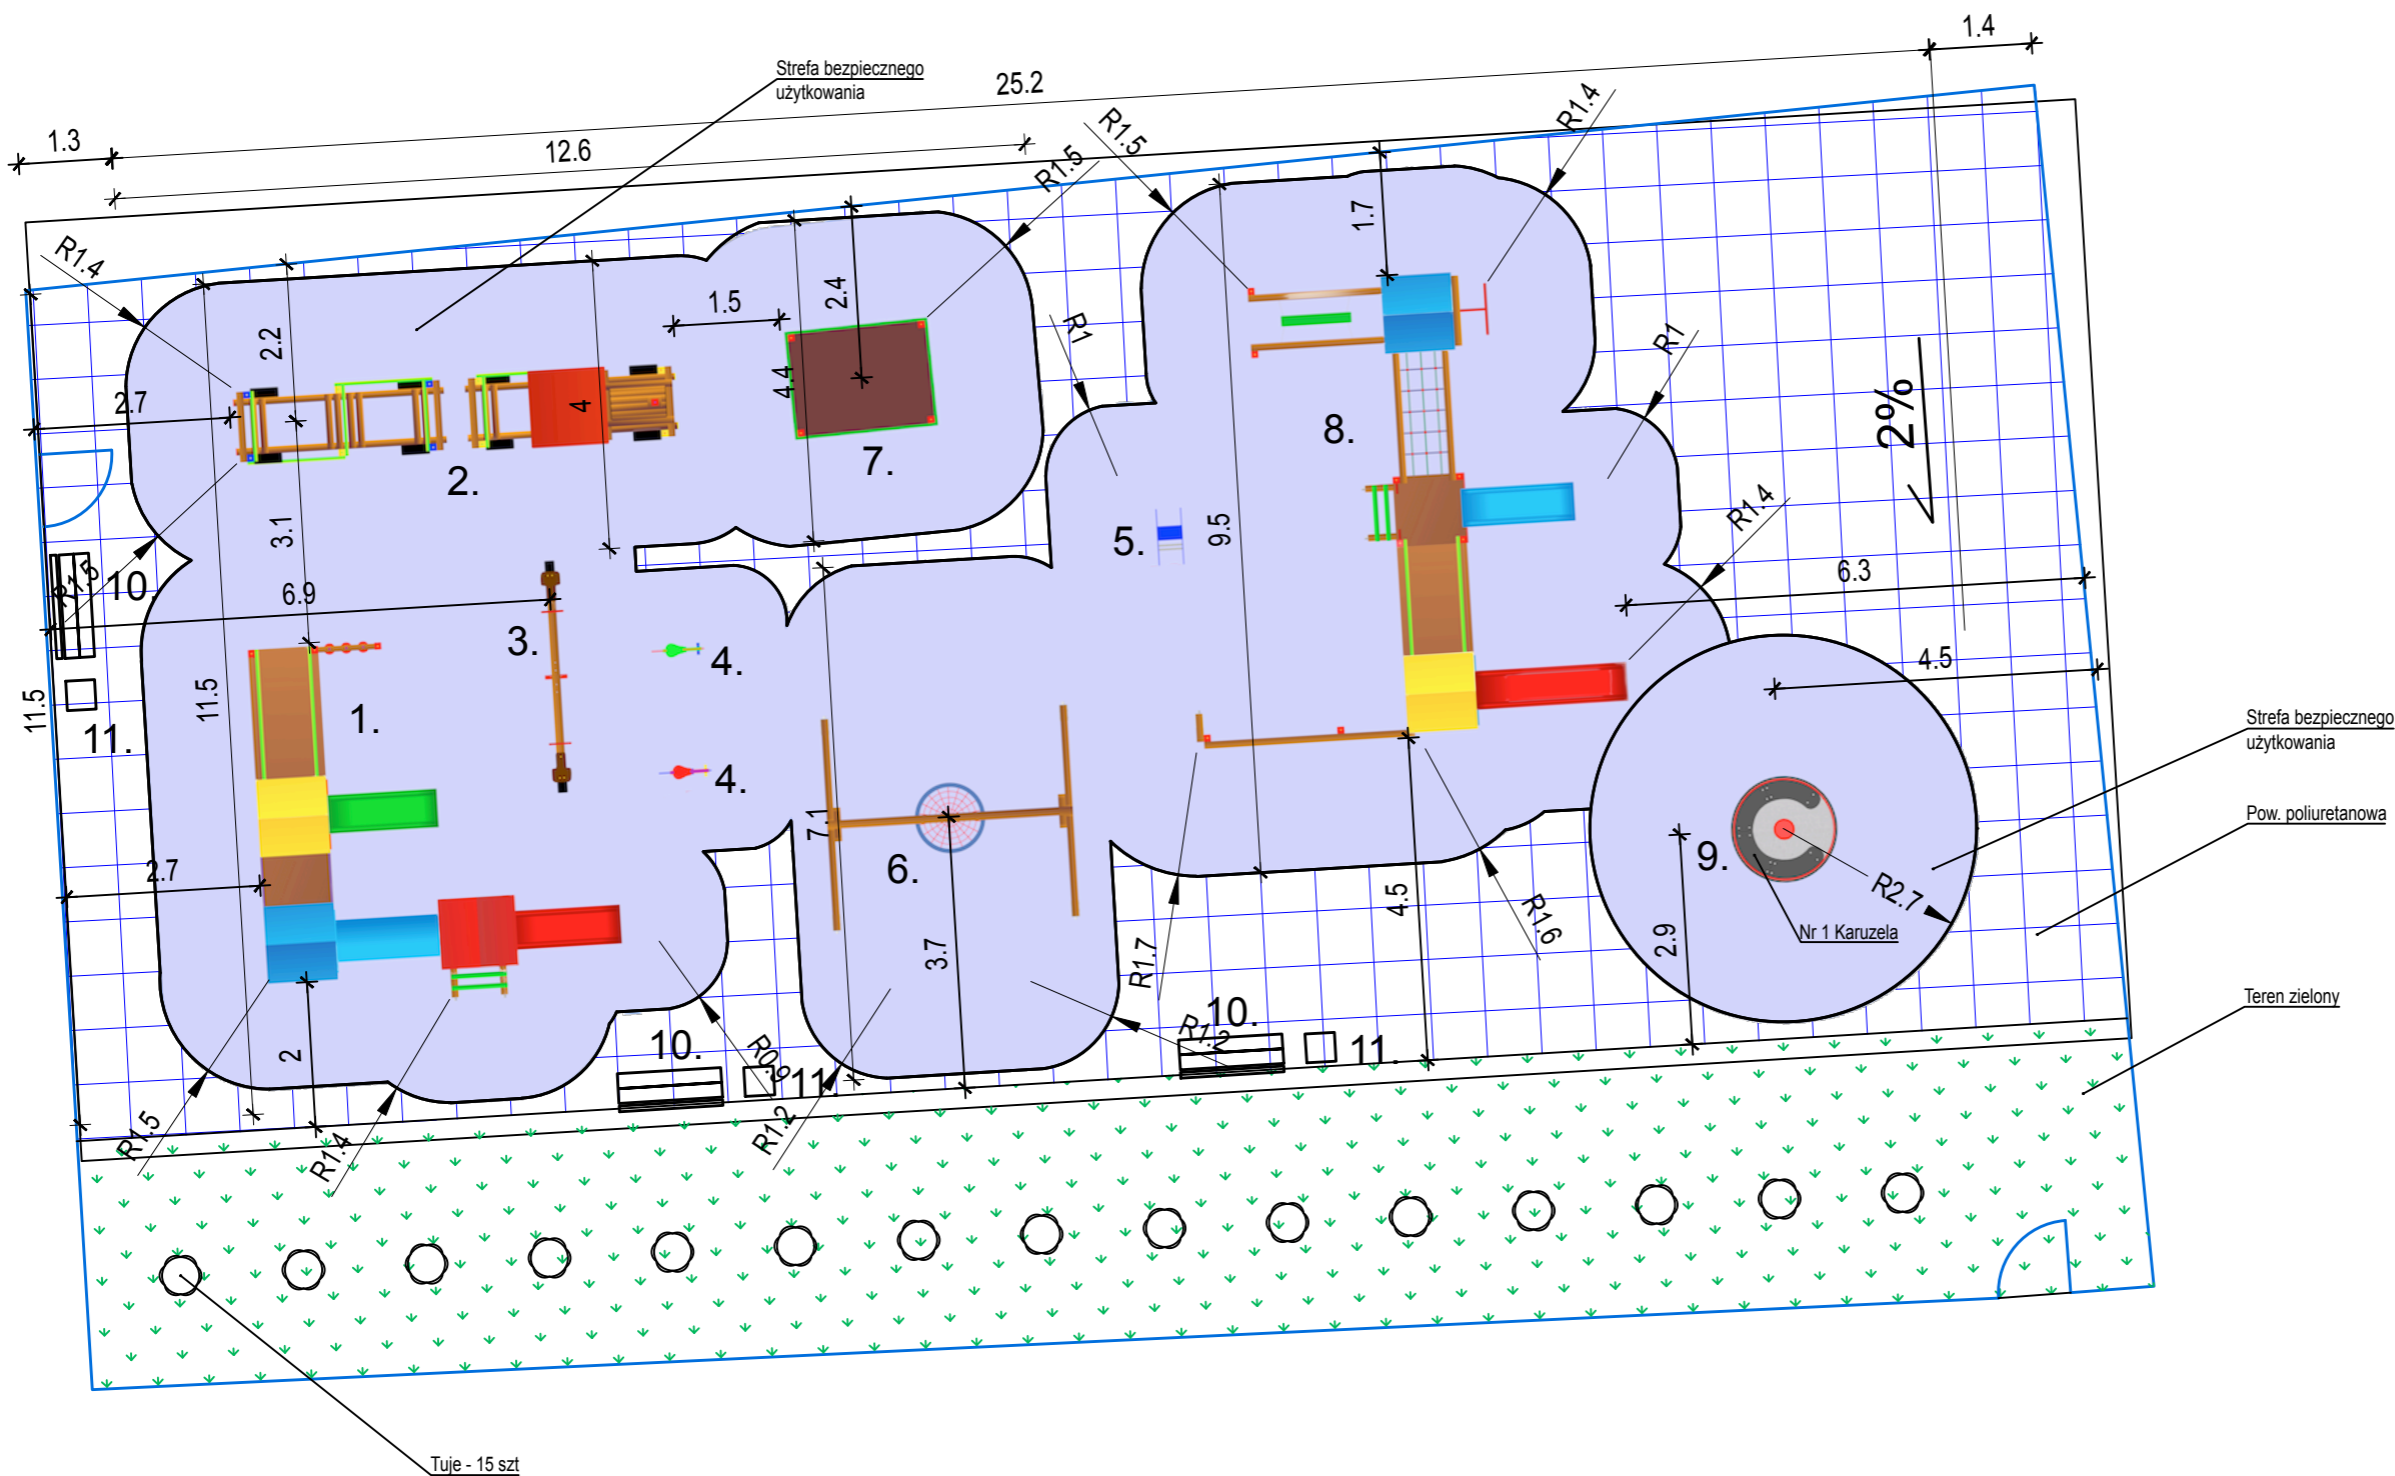 1.4
Strefa bezpiecznego
użytkowania
25.2
1.3
12.6
R1.5
R1.4
R1.5
R1.4
1.7
2.2
1.5
2.4
R1
R1
2.7
4
4.4
8.
2%
2.
7.
R1.4
3.1
5.
9.5
R1.5
10.
6.9
6.3
3.
4.
4.5
11.5
11.5
1.
11.
4.
Strefa bezpiecznego
użytkowania
7.1
Pow. poliuretanowa
2.7
6.
9.
4.5
R2.7
R1.6
Nr 1 Karuzela
3.7
R1.7
2.9
Teren zielony
2
10.
R0.9
11.
10.
R1.2
11.
R1.5
R1.4
R1.2
Tuje - 15 szt